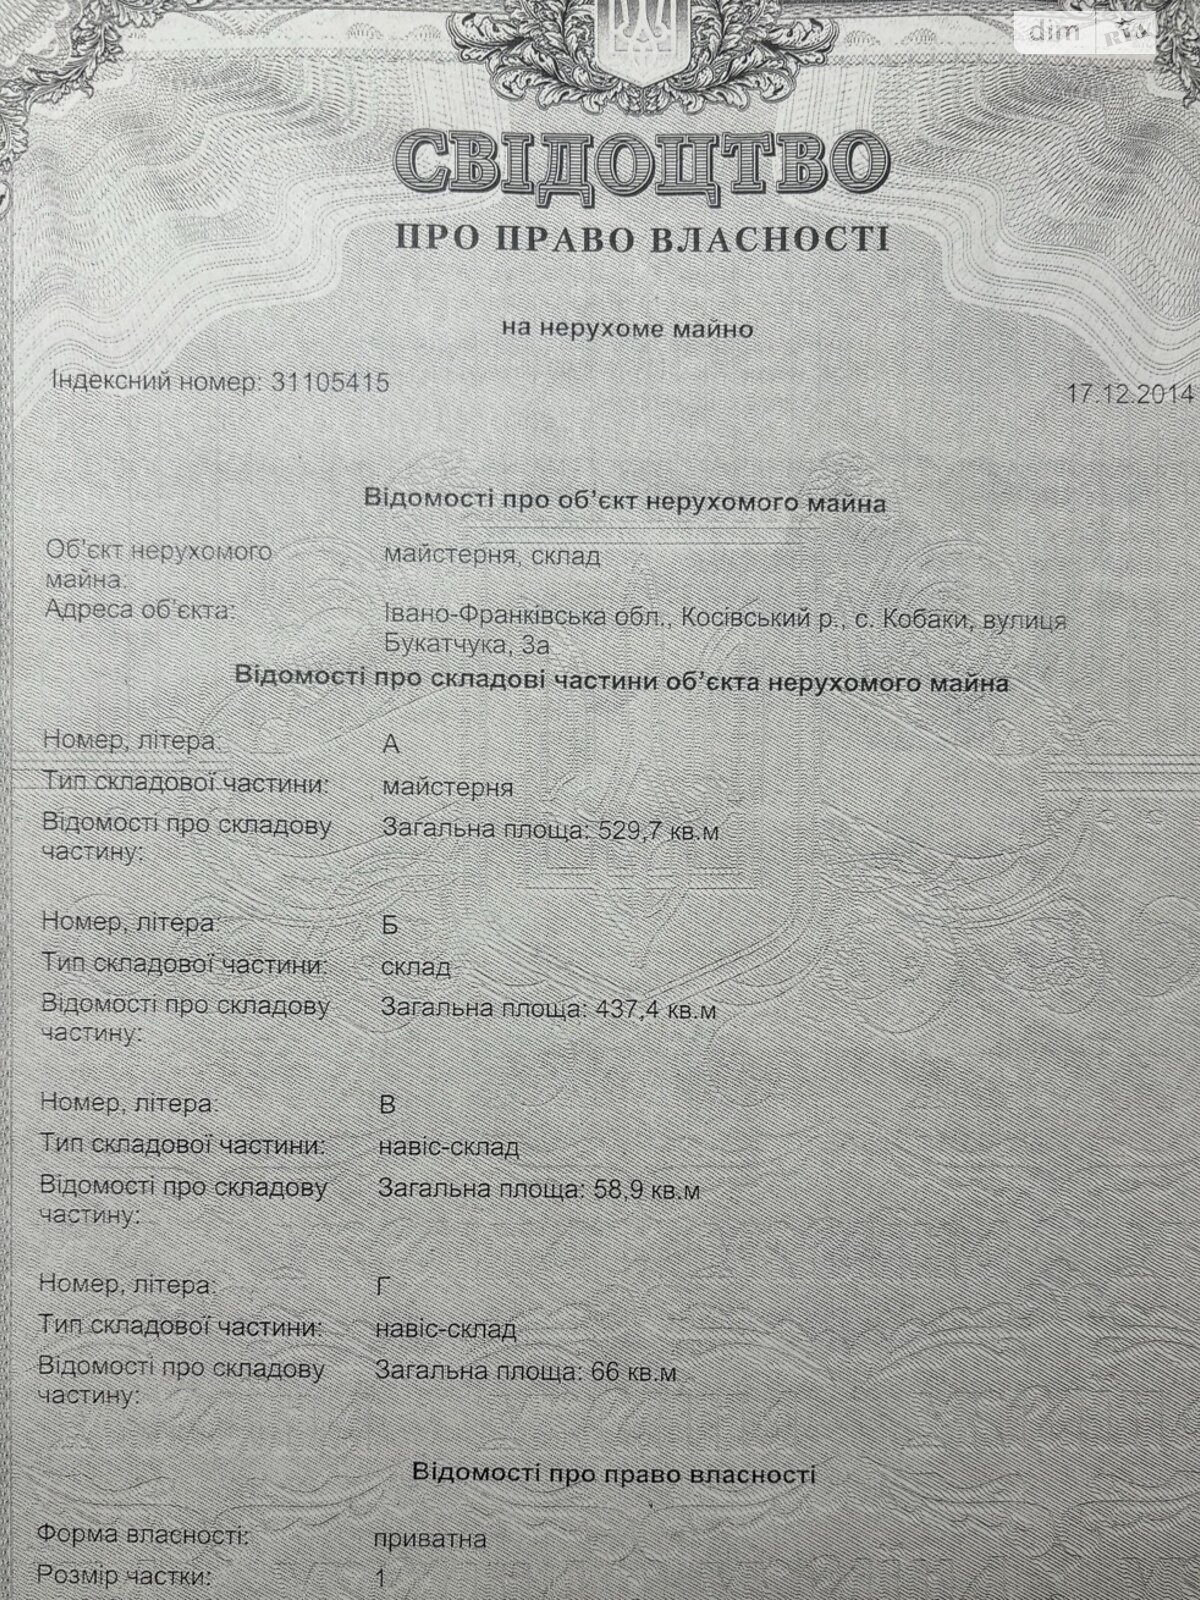 dim RIA
СВІДОЦТВО
ПРО ПРАВО ВЛАСНОСТІ
на нерухоме майно
Індексний номер: 31105415
17.12.2014
Відомості про об'єкт нерухомого майна
Об'єкт нерухомого майстерня, склад
майна:
Адреса об'єкта: Івано-Франківська обл., Косівський р., с. Кобаки, вулиця
Букатчука, 3а
Відомості про складові частини об'єкта нерухомого майна
Номер, літера: А
Тип складової частини: майстерня
Відомості про складову Загальна площа: 529,7 кв.м
частину:
Номер, літера: Б
Тип складової частини: склад
Відомості про складову Загальна площа: 437,4 кв.м
частину:
Номер, літера: В
Тип складової частини: навіс-склад
Відомості про складову Загальна площа: 58,9 кв.м
частину:
Номер, літера: Г
Тип складової частини: навіс-склад
Відомості про складову Загальна площа: 66 кв.м
частину:
Відомості про право власності
Форма власності: приватна
Розмір частки: 1